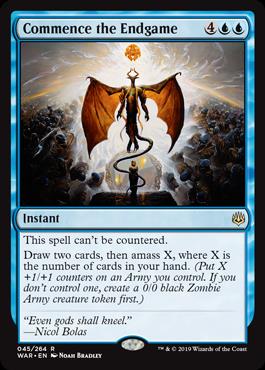 Commence the Endgame 4
Instant
This spell can't be countered.
Draw two cards, then amass X, where X is
the number of cards in your hand. (Put X
+1/+1 counters on an Army you control. If you
don't control one, create a 0/0 black Zombie
Army creature token first.)
"Even gods shall kneel."
—Nicol Bolas
045/264 R
WAR • EN Noah Bradley
™ & © 2019 Wizards of the Coast